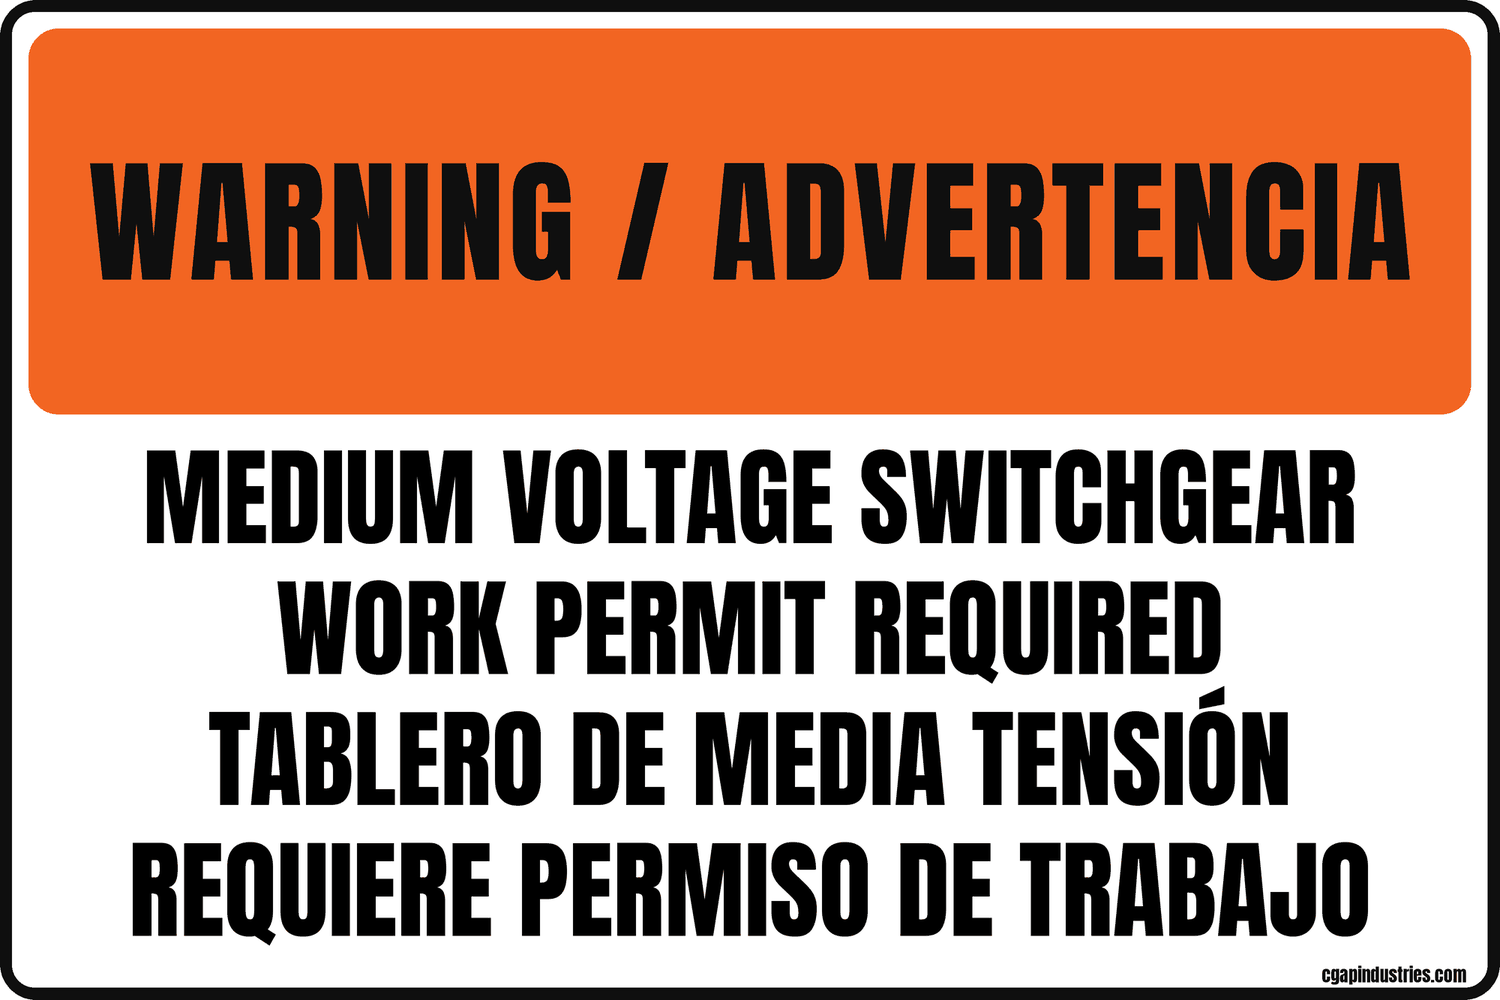 WARNING / ADVERTENCIA
MEDIUM VOLTAGE SWITCHGEAR
WORK PERMIT REQUIRED
TABLERO DE MEDIA TENSIÓN
REQUIERE PERMISO DE TRABAJO
cgapindustries.com